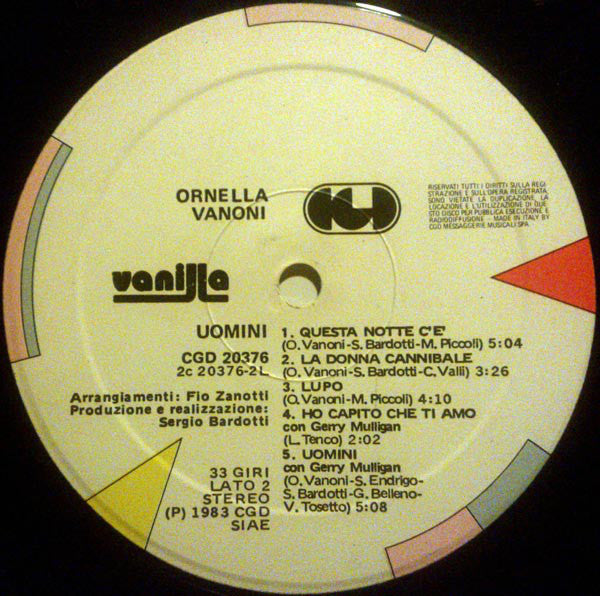 ORNELLA
VANONI
RISERVATI TUTTI I DIRITTI SULLA REGI
STRAZIONE E SULL'OPERA REGISTRATA,
SONO VIETATE LA DUPLICAZIONE, LA
LOCAZIONE E L'UTILIZZAZIONE DI QUE-
STO DISCO PER PUBBLICA ESECUZIONE E
RADIODIFFUSIONE - MADE IN ITALY BY
CGD MESSAGGERIE MUSICALI SPA
vanilla
UOMINI
CGD 20376
2c 20376-2L
Arrangiamenti: Fio Zanotti
Produzione e realizzazione:
Sergio Bardotti
33 GIRI
LATO 2
STEREO
(P) 1983 CGD
SIAE
1. QUESTA NOTTE C'E'
(O. Vanoni-S. Bardotti-M. Piccoli) 5:04
2. LA DONNA CANNIBALE
(O. Vanoni-S. Bardotti-C. Valli) 3:26
3. LUPO
(O. Vanoni-M. Piccoli) 4:10
4. HO CAPITO CHE TI AMO
con Gerry Mulligan
(L. Tenco) 2:02
5. UOMINI
con Gerry Mulligan
(O. Vanoni-S. Endrigo-
S. Bardotti-G. Belleno-
V. Tosetto) 5:08